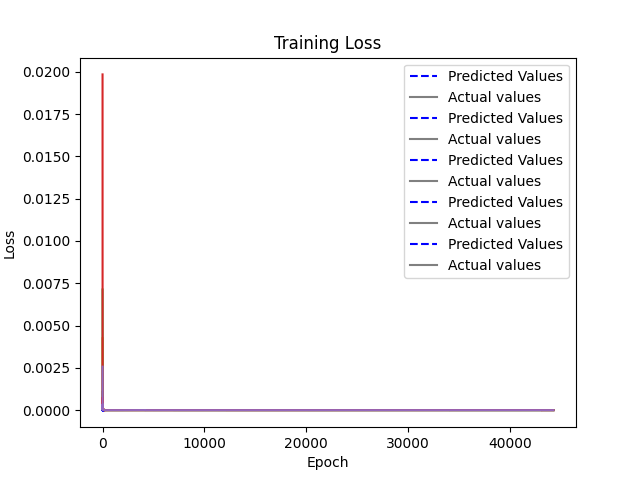 Training Loss
0.0200
0.0175
0.0150
0.0125
0.0100
0.0075
0.0050
0.0025
0.0000
Loss
Predicted Values
Actual values
Predicted Values
Actual values
Predicted Values
Actual values
Predicted Values
Actual values
Predicted Values
Actual values
0 10000 20000 30000 40000
Epoch